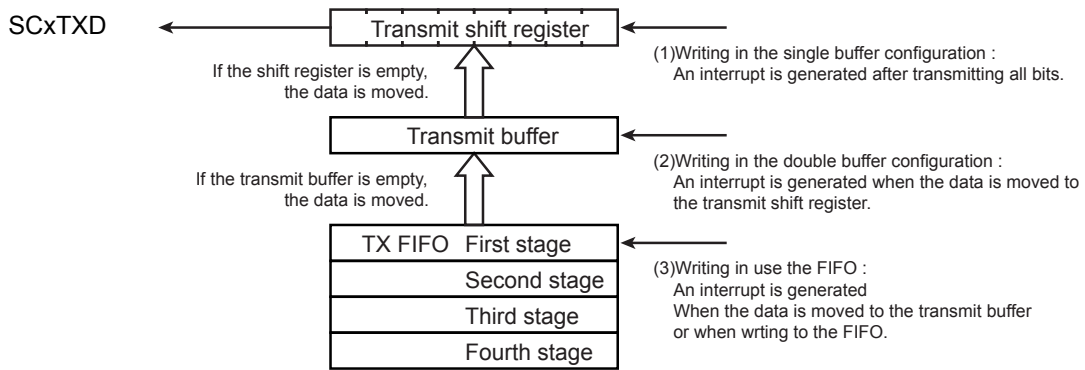 SCxTXD
Transmit shift register
(1)Writing in the single buffer configuration :
An interrupt is generated after transmitting all bits.
If the shift register is empty,
the data is moved.
Transmit buffer
(2)Writing in the double buffer configuration :
An interrupt is generated when the data is moved to
the transmit shift register.
If the transmit buffer is empty,
the data is moved.
TX FIFO First stage
Second stage
Third stage
Fourth stage
(3)Writing in use the FIFO :
An interrupt is generated
When the data is moved to the transmit buffer
or when wrting to the FIFO.